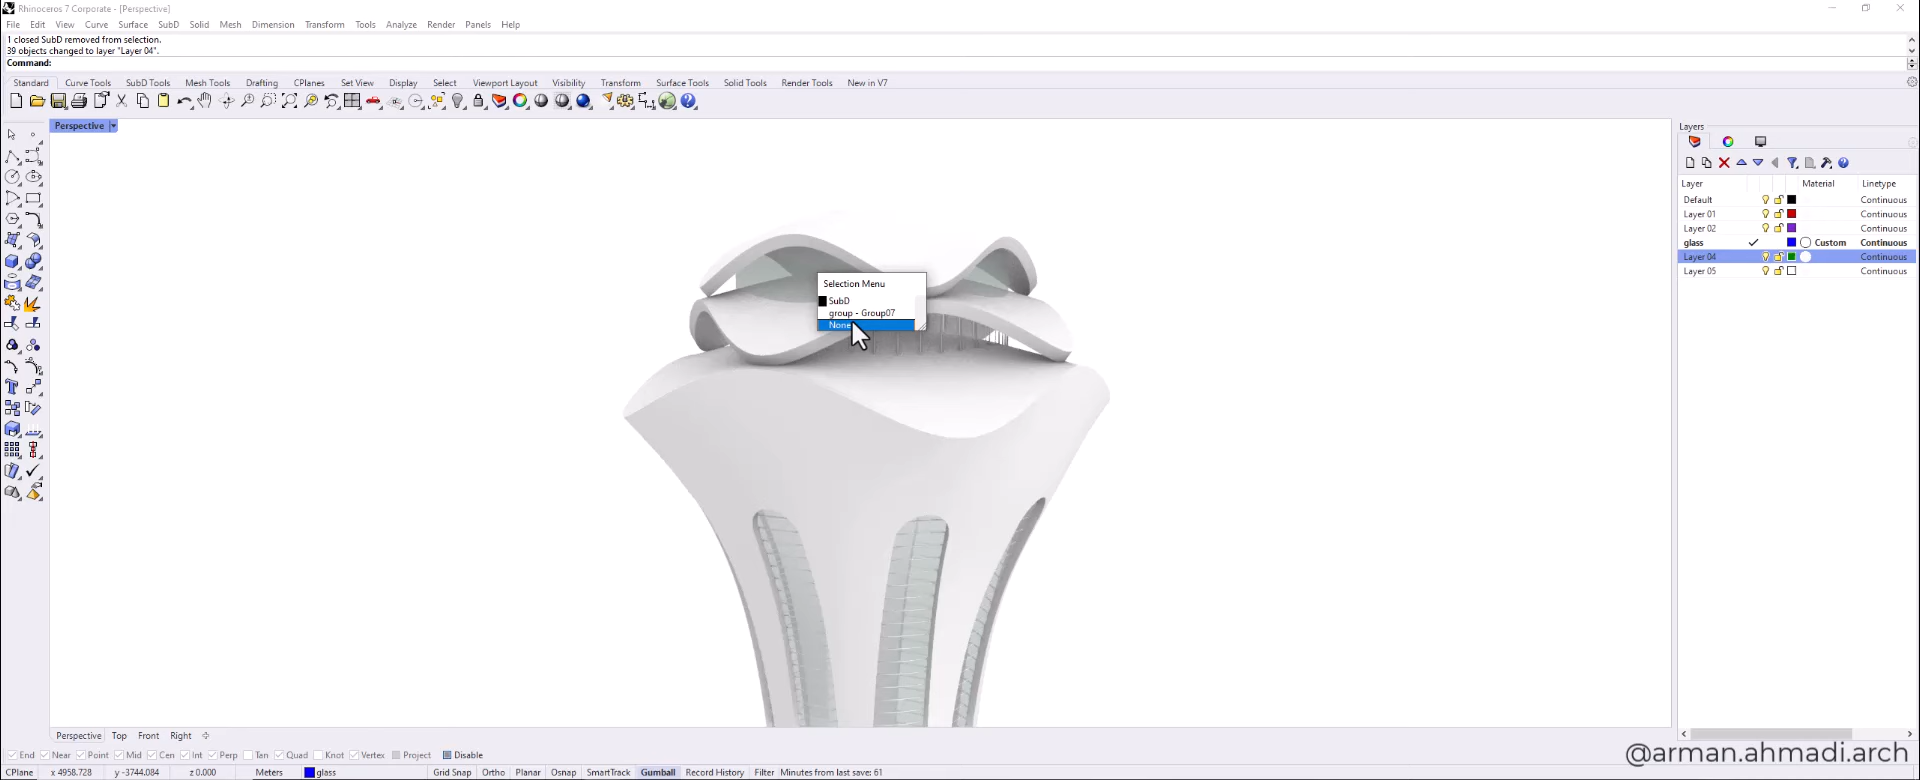 Rhinoceros 7 Corporate - [Perspective]
File Edit View Curve Surface SubD Solid Mesh Dimension Transform Tools Analyze Render Panels Help
1 closed SubD removed from selection.
39 objects changed to layer "Layer 04".
Command:
Standard Curve Tools SubD Tools Mesh Tools Drafting CPlanes Set View Display Select Viewport Layout Visibility Transform Surface Tools Solid Tools Render Tools New in V7
Perspective
Layers
Layer Material Linetype
Default Continuous
Layer 01 Continuous
Layer 02 Continuous
glass Custom Continuous
Layer 04 Continuous
Layer 05 Continuous
Selection Menu
SubD
group - Group07
None
Perspective Top Front Right
End Near Point Mid Cen Int Perp Tan Quad Knot Vertex Project Disable
@arman.ahmadi.arch
CPlane x 4958.728 y -3744.084 z 0.000 Meters glass Grid Snap Ortho Planar Osnap SmartTrack Gumball Record History Filter Minutes from last save: 61